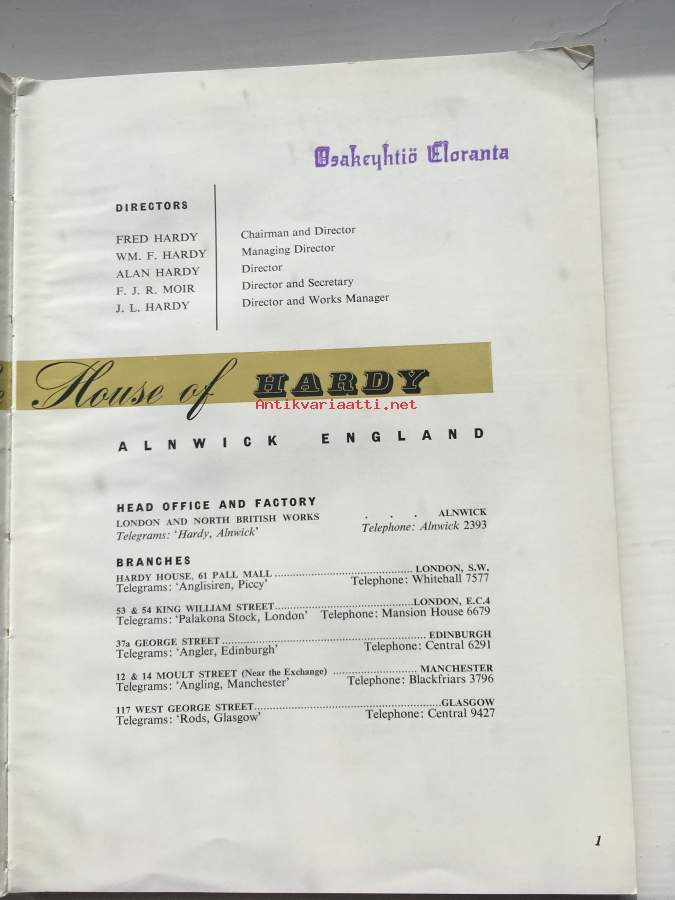 Osakeyhtiö Eloranta
DIRECTORS
FRED HARDY Chairman and Director
WM. F. HARDY Managing Director
ALAN HARDY Director
F. J. R. MOIR Director and Secretary
J. L. HARDY Director and Works Manager
House of HARDY
Antikvariaatti.net
ALNWICK ENGLAND
HEAD OFFICE AND FACTORY
LONDON AND NORTH BRITISH WORKS . . . ALNWICK
Telegrams: 'Hardy, Alnwick' Telephone: Alnwick 2393
BRANCHES
HARDY HOUSE, 61 PALL MALL ........ LONDON, S.W.
Telegrams: 'Anglisiren, Piccy' Telephone: Whitehall 7577
53 & 54 KING WILLIAM STREET ........ LONDON, E.C.4
Telegrams: 'Palakona Stock, London' Telephone: Mansion House 6679
37a GEORGE STREET ........ EDINBURGH
Telegrams: 'Angler, Edinburgh' Telephone: Central 6291
12 & 14 MOULT STREET (Near the Exchange) ........ MANCHESTER
Telegrams: 'Angling, Manchester' Telephone: Blackfriars 3796
117 WEST GEORGE STREET ........ GLASGOW
Telegrams: 'Rods, Glasgow' Telephone: Central 9427
1